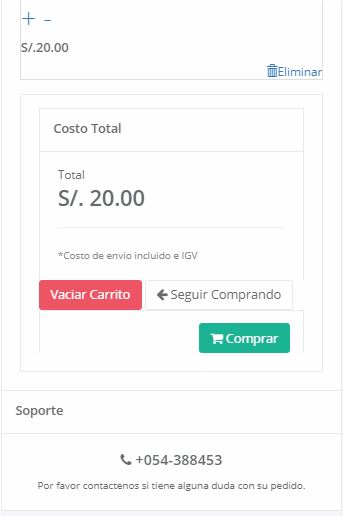 + -
S/.20.00
Eliminar
Costo Total
Total
S/. 20.00
*Costo de envio incluido e IGV
Vaciar Carrito Seguir Comprando
Comprar
Soporte
+054-388453
Por favor contactenos si tiene alguna duda con su pedido.